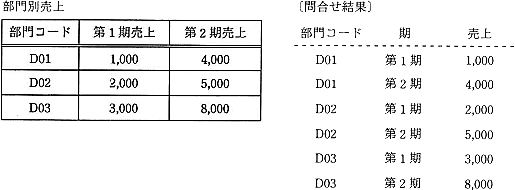 部門別売上
部門コード 第1期売上 第2期売上
D01 1,000 4,000
D02 2,000 5,000
D03 3,000 8,000
〔問合せ結果〕
部門コード 期 売上
D01 第1期 1,000
D01 第2期 4,000
D02 第1期 2,000
D02 第2期 5,000
D03 第1期 3,000
D03 第2期 8,000